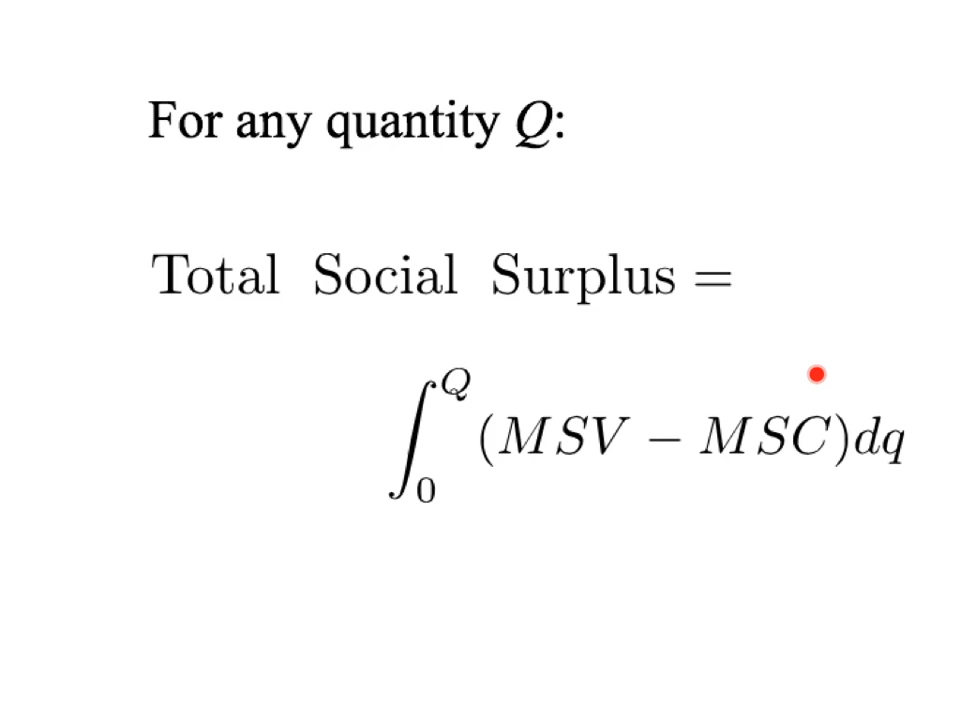 For any quantity Q:
Total Social Surplus =
∫₀^Q (MSV − MSC)dq